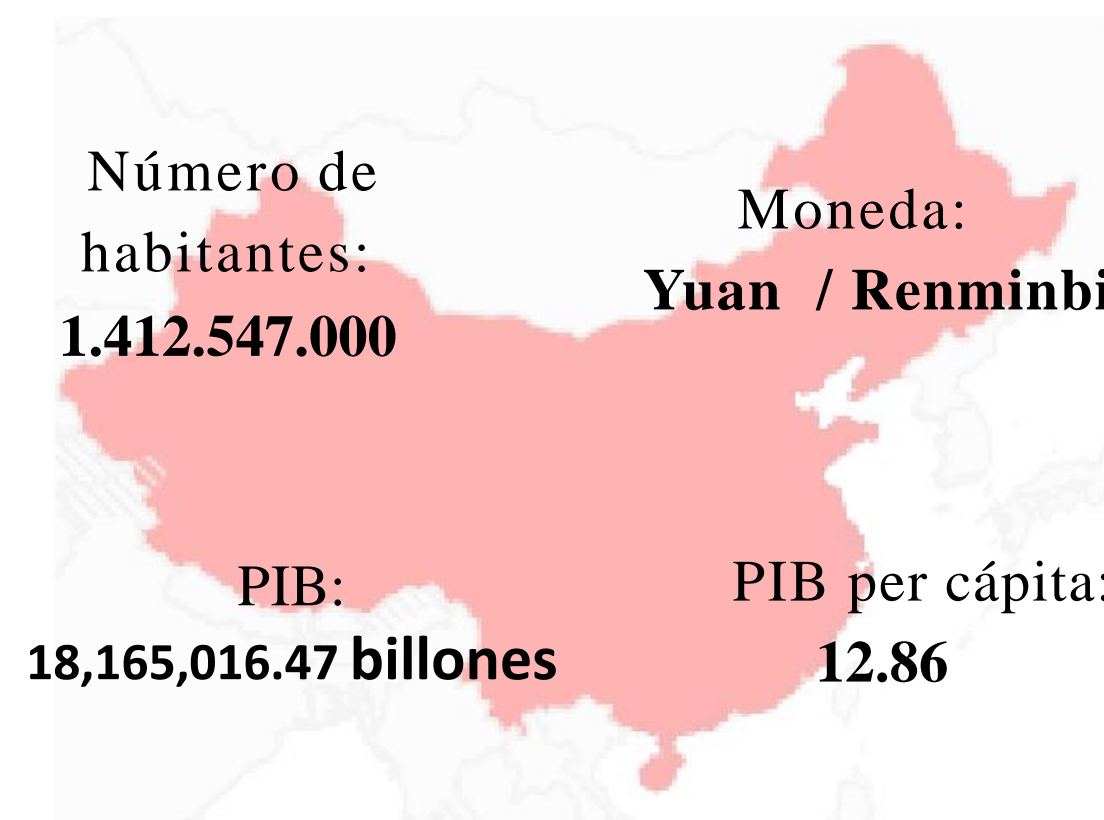 Número de
habitantes:
1.412.547.000
Moneda:
Yuan / Renminbi
PIB:
18,165,016.47 billones
PIB per cápita:
12.86